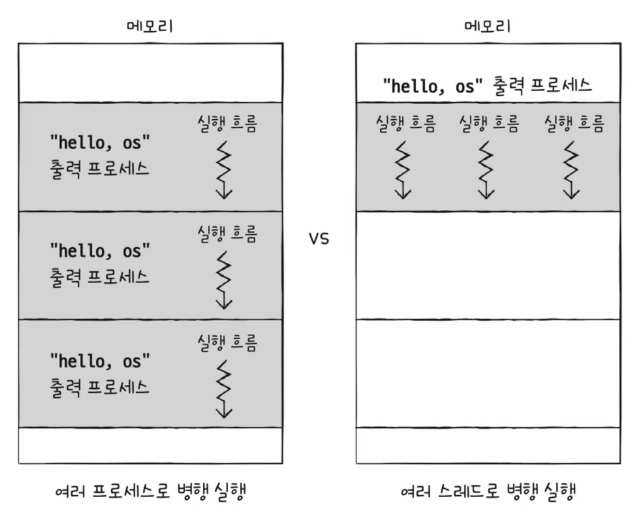 메모리
"hello, os"
출력 프로세스
실행 흐름
"hello, os"
출력 프로세스
실행 흐름
"hello, os"
출력 프로세스
실행 흐름
여러 프로세스로 병행 실행
vs
메모리
"hello, os" 출력 프로세스
실행 흐름 실행 흐름 실행 흐름
여러 스레드로 병행 실행